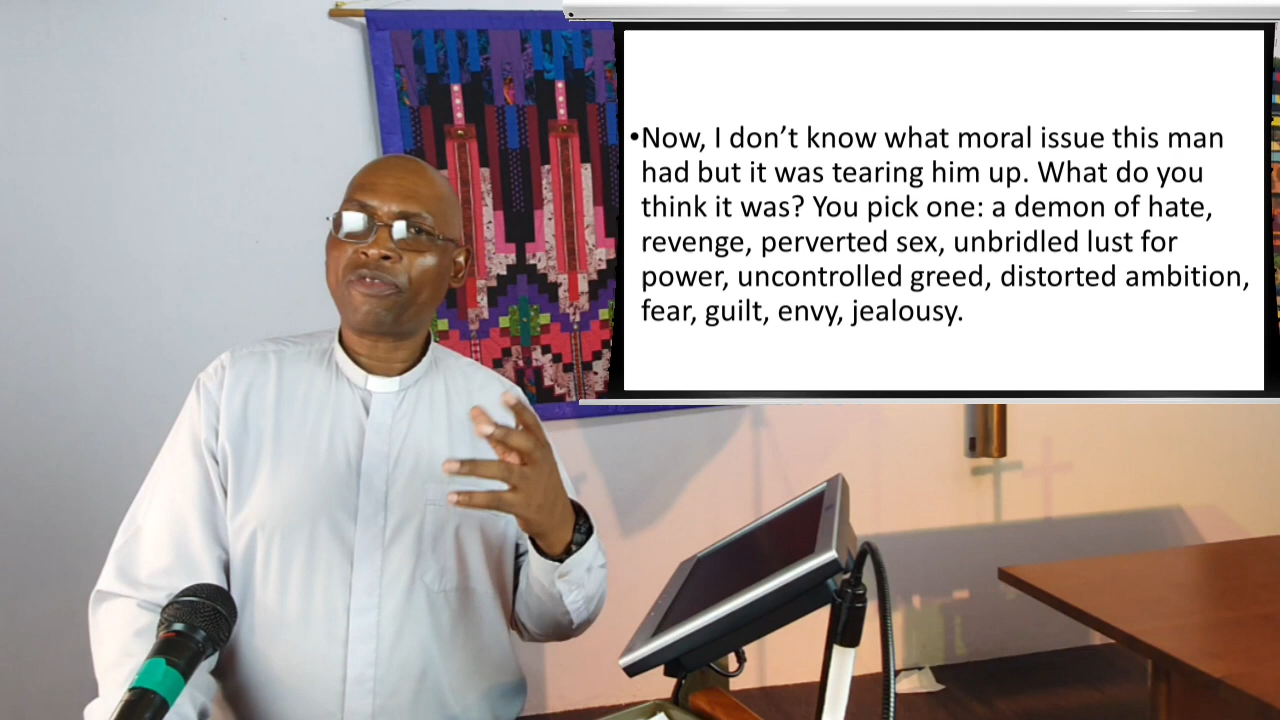 •Now, I don’t know what moral issue this man
had but it was tearing him up. What do you
think it was? You pick one: a demon of hate,
revenge, perverted sex, unbridled lust for
power, uncontrolled greed, distorted ambition,
fear, guilt, envy, jealousy.